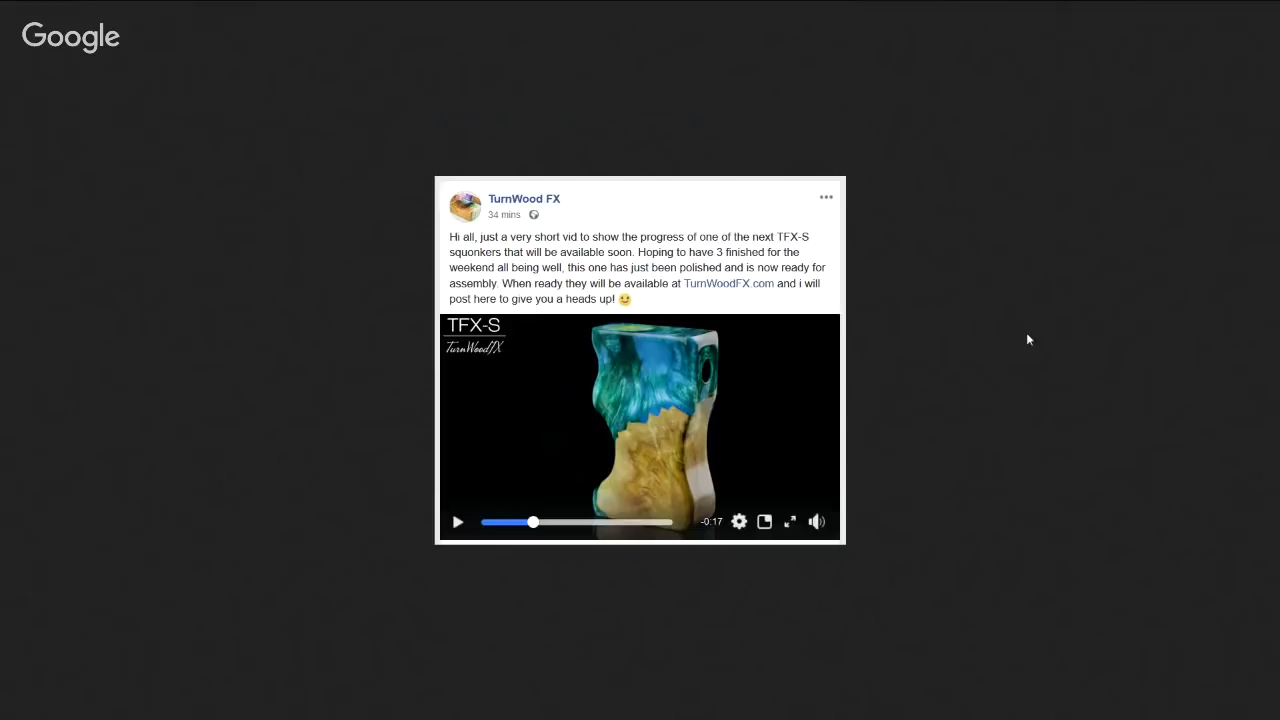 Google
TurnWood FX
34 mins
Hi all, just a very short vid to show the progress of one of the next TFX-S
squonkers that will be available soon. Hoping to have 3 finished for the
weekend all being well, this one has just been polished and is now ready for
assembly. When ready they will be available at TurnWoodFX.com and i will
post here to give you a heads up! 😉
TFX-S
TurnWoodfX
-0:17